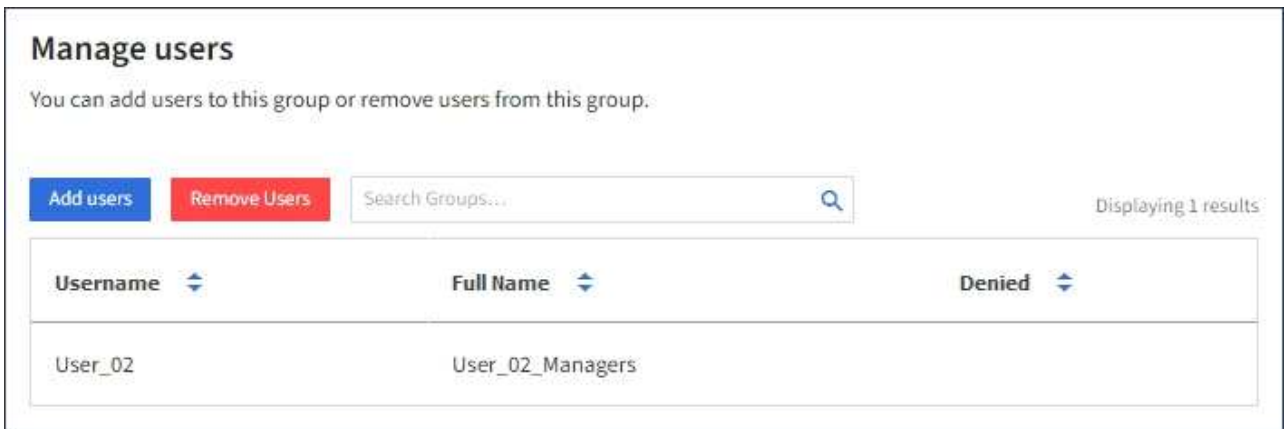 Manage users
You can add users to this group or remove users from this group.
Add users Remove Users Search Groups... Displaying 1 results
Username Full Name Denied
User_02 User_02_Managers